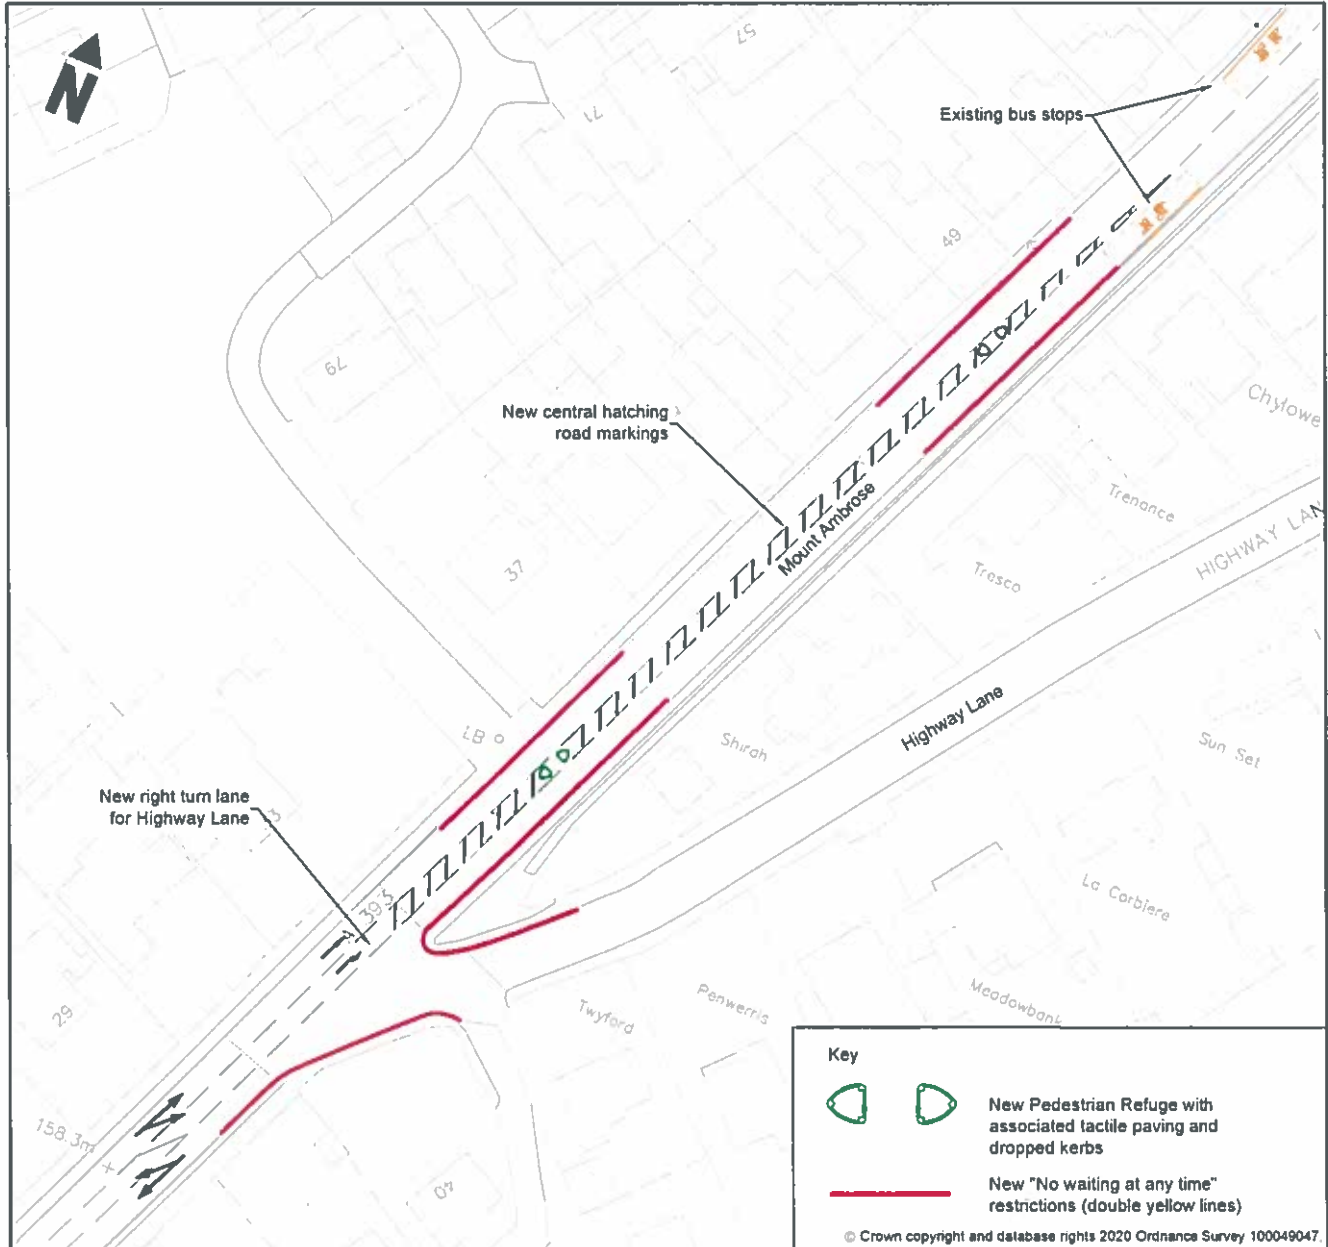 N
57
Existing bus stops
71
49
79
New central hatching
road markings
Chylowe
Mount Ambrose
Trenance
37
Tresco
HIGHWAY LAN
LB
Shirah
Highway Lane
Sun Set
New right turn lane
for Highway Lane
La Corbiere
29
Twyford
Penwerris
Meadowbank
158.3m
40
Key
New Pedestrian Refuge with
associated tactile paving and
dropped kerbs
New "No waiting at any time"
restrictions (double yellow lines)
© Crown copyright and database rights 2020 Ordnance Survey 100049047.